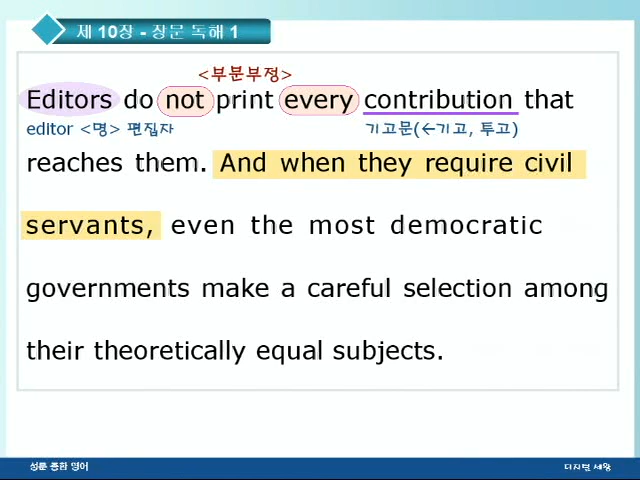 제 10장 - 장문 독해 1
<부분부정>
Editors do not print every contribution that
editor <명> 편집자 기고문(←기고, 투고)
reaches them. And when they require civil
servants, even the most democratic
governments make a careful selection among
their theoretically equal subjects.
성문 종합 영어 디지털 세왕